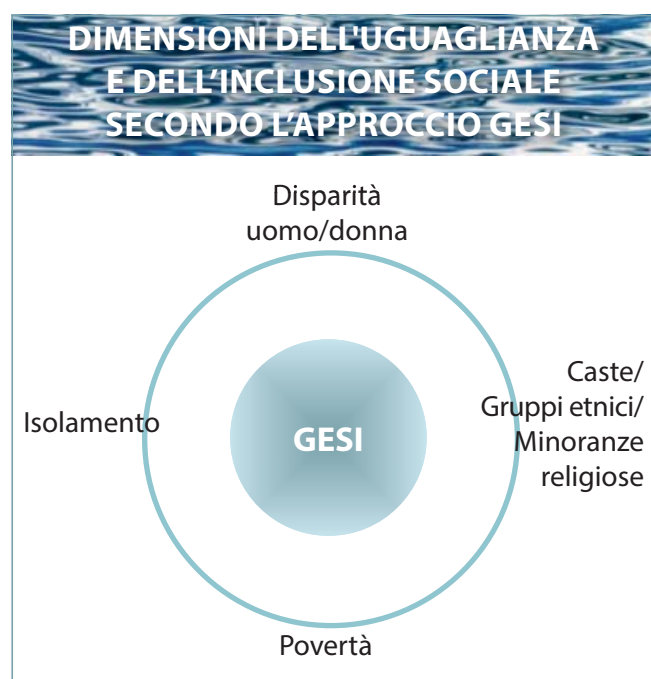 DIMENSIONI DELL'UGUAGLIANZA
E DELL’INCLUSIONE SOCIALE
SECONDO L’APPROCCIO GESI
Disparità
uomo/donna
Isolamento
GESI
Caste/
Gruppi etnici/
Minoranze
religiose
Povertà